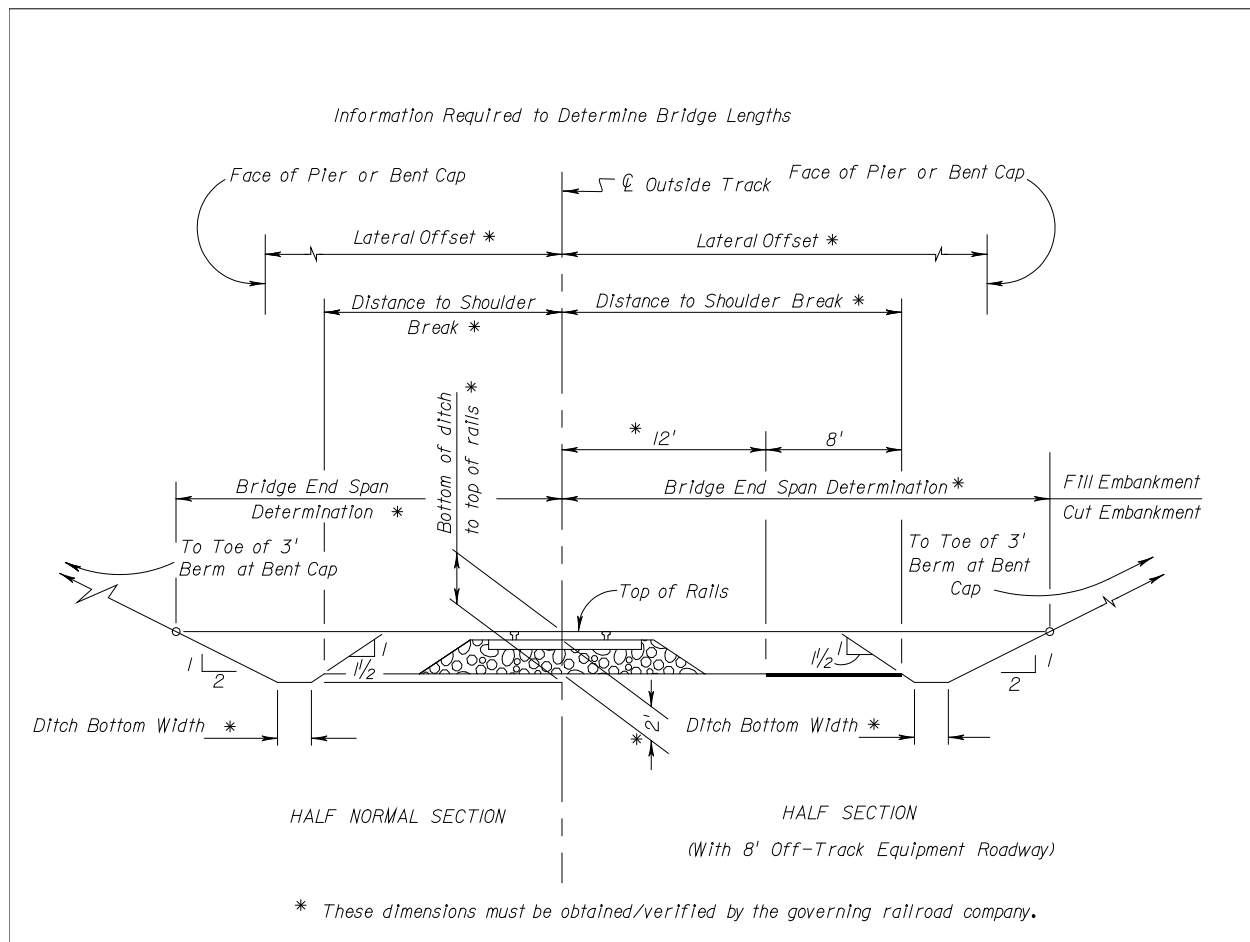 Information Required to Determine Bridge Lengths
Face of Pier or Bent Cap
℄ Outside Track
Face of Pier or Bent Cap
Lateral Offset *
Lateral Offset *
Distance to Shoulder
Break *
Distance to Shoulder Break *
Bottom of ditch
to top of rails *
* 12'
8'
Bridge End Span
Determination *
Bridge End Span Determination *
Fill Embankment
Cut Embankment
To Toe of 3'
Berm at Bent Cap
To Toe of 3'
Berm at Bent
Cap
Top of Rails
1
2
1
1½
1
1½
1
2
Ditch Bottom Width *
2'
*
Ditch Bottom Width *
HALF NORMAL SECTION
HALF SECTION
(With 8' Off-Track Equipment Roadway)
* These dimensions must be obtained/verified by the governing railroad company.